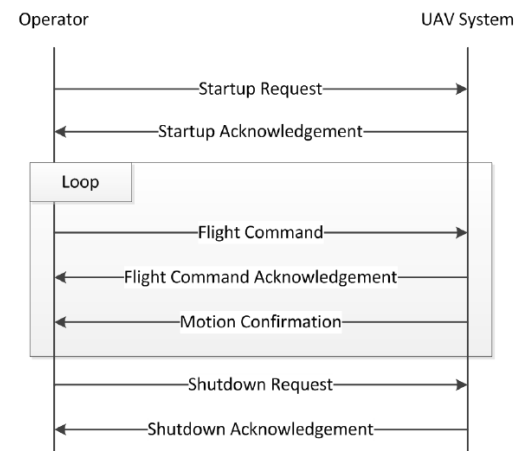 Operator UAV System
Startup Request
Startup Acknowledgement
Loop
Flight Command
Flight Command Acknowledgement
Motion Confirmation
Shutdown Request
Shutdown Acknowledgement